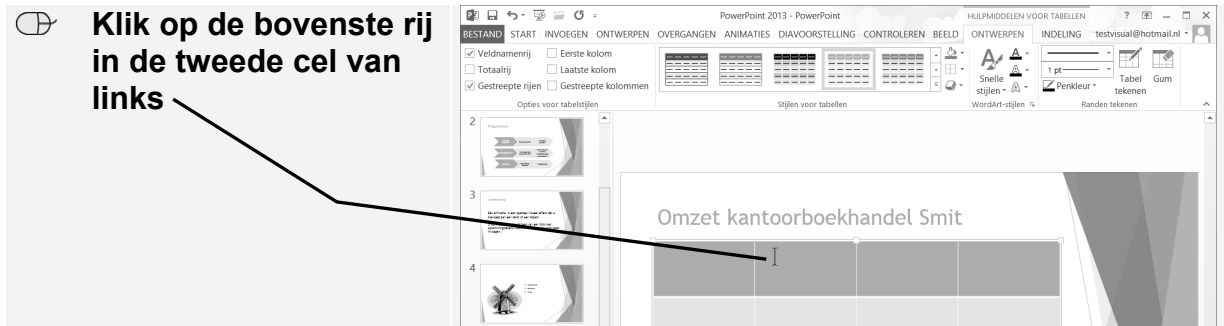 Klik op de bovenste rij
in de tweede cel van
links
PowerPoint 2013 - PowerPoint
HULPMIDDELEN VOOR TABELLEN
BESTAND START INVOEGEN ONTWERPEN OVERGANGEN ANIMATIES DIAVOORSTELLING CONTROLEREN BEELD ONTWERPEN INDELING testvisual@hotmail.nl
Veldnamenrij Eerste kolom
Totaalrij Laatste kolom
Gestreepte rijen Gestreepte kolommen
Opties voor tabelstijlen
Stijlen voor tabellen
Snelle
stijlen
WordArt-stijlen
1 pt
Penkleur
Tabel
tekenen
Gum
Randen tekenen
2
3
4
Omzet kantoorboekhandel Smit